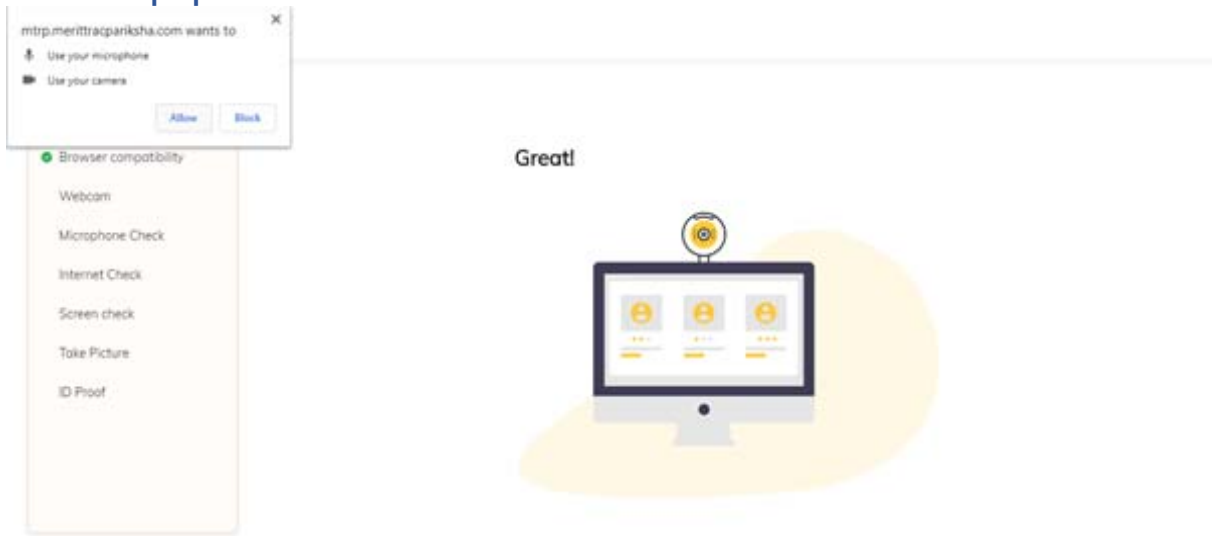 mtrp.merittracpariksha.com wants to
Use your microphone
Use your camera
Allow Block
Browser compatibility
Webcam
Microphone Check
Internet Check
Screen check
Take Picture
ID Proof
Great!